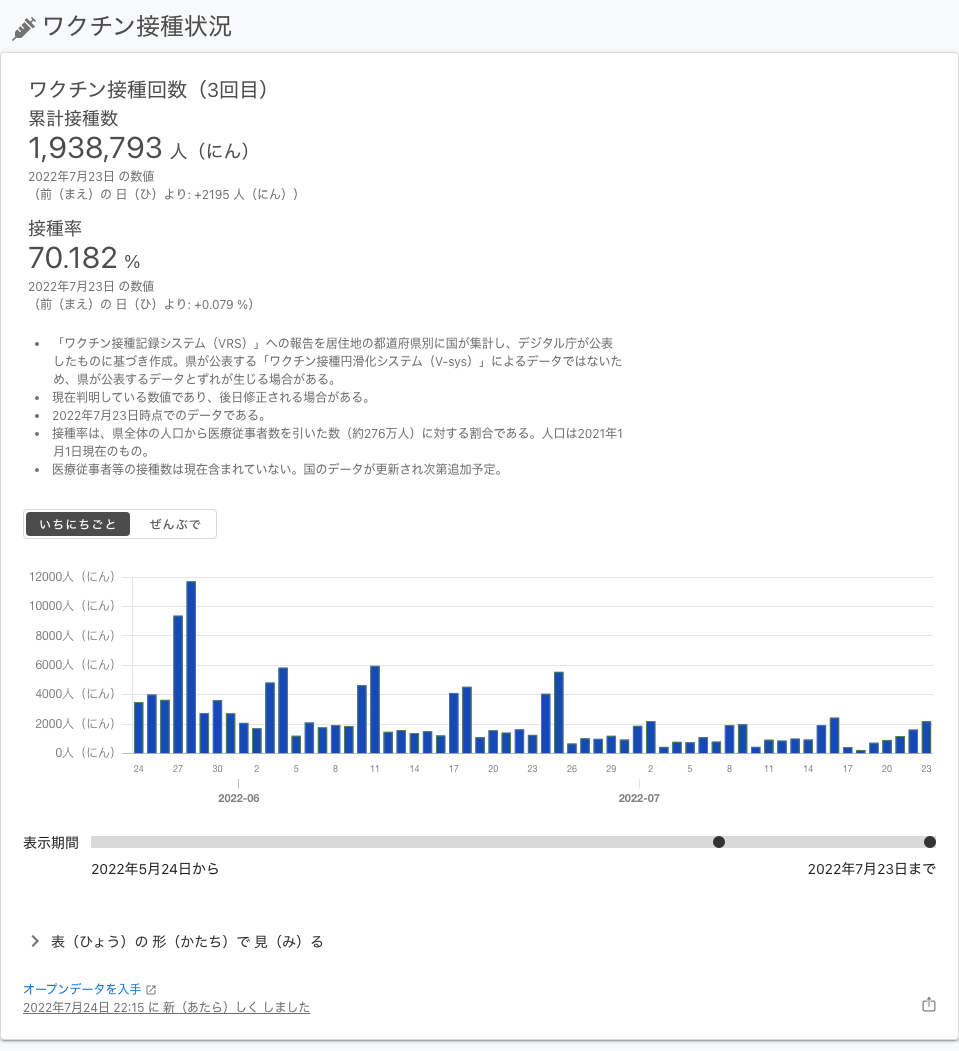 ワクチン接種状況
ワクチン接種回数（3回目）
累計接種数
1,938,793 人（にん）
2022年7月23日 の数値
（前（まえ）の 日（ひ）より: +2195 人（にん））
接種率
70.182 %
2022年7月23日 の数値
（前（まえ）の 日（ひ）より: +0.079 %）
• 「ワクチン接種記録システム（VRS）」への報告を居住地の都道府県別に国が集計し、デジタル庁が公表
したものに基づき作成。県が公表する「ワクチン接種円滑化システム（V-sys）」によるデータではないた
め、県が公表するデータとずれが生じる場合がある。
• 現在判明している数値であり、後日修正される場合がある。
• 2022年7月23日時点でのデータである。
• 接種率は、県全体の人口から医療従事者数を引いた数（約276万人）に対する割合である。人口は2021年1
月1日現在のもの。
• 医療従事者等の接種数は現在含まれていない。国のデータが更新され次第追加予定。
いちにちごと ぜんぶで
12000人（にん）
10000人（にん）
8000人（にん）
6000人（にん）
4000人（にん）
2000人（にん）
0人（にん）
24 27 30 2 5 8 11 14 17 20 23 26 29 2 5 8 11 14 17 20 23
2022-06 2022-07
表示期間
2022年5月24日から 2022年7月23日まで
表（ひょう）の 形（かたち）で 見（み）る
オープンデータを入手
2022年7月24日 22:15 に 新（あたら）しく しました